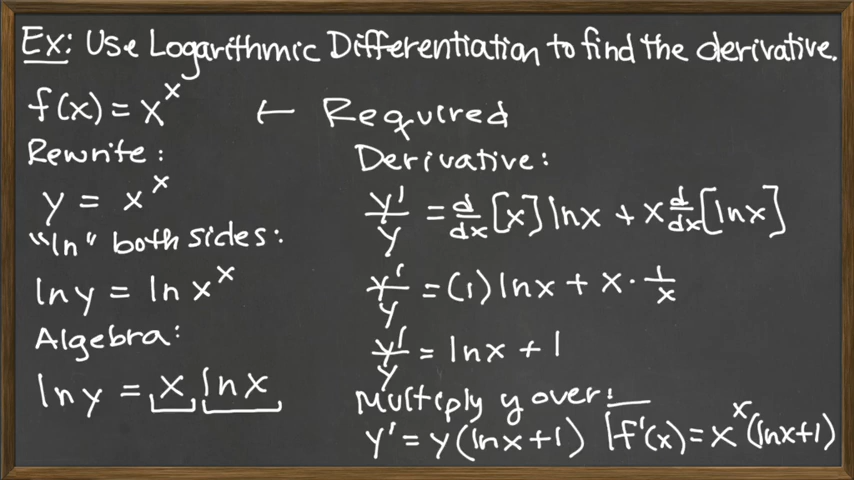 Ex: Use Logarithmic Differentiation to find the derivative.
f(x) = x^x ← Required
Rewrite:
y = x^x
"ln" both sides:
ln y = ln x^x
Algebra:
ln y = x ln x
Derivative:
y'/y = d/dx [x] ln x + x d/dx [ln x]
y'/y = (1) ln x + x · 1/x
y'/y = ln x + 1
Multiply y over:
y' = y (ln x + 1) f'(x) = x^x (ln x + 1)